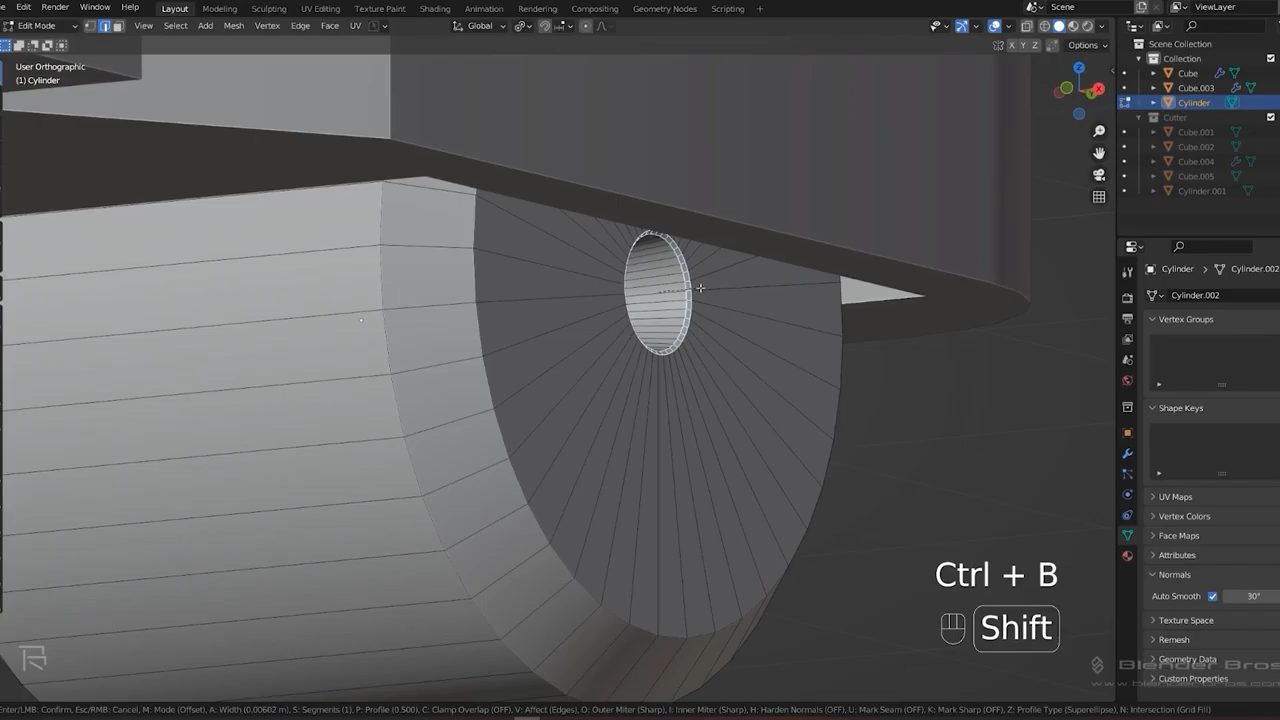 Edit Render Window Help Layout Modeling Sculpting UV Editing Texture Paint Shading Animation Rendering Compositing Geometry Nodes Scripting + Scene ViewLayer
Edit Mode View Select Add Mesh Vertex Edge Face UV Global
X Y Z Options
User Orthographic
(1) Cylinder
Z
X
Y
Scene Collection
Collection
Cube
Cube.003
Cylinder
Cutter
Cube.001
Cube.002
Cube.004
Cube.005
Cylinder.001
Cylinder Cylinder.002
Cylinder.002
Vertex Groups
Shape Keys
UV Maps
Vertex Colors
Face Maps
Attributes
Normals
Auto Smooth 30°
Texture Space
Remesh
Geometry Data
Custom Properties
Ctrl + B
Shift
Blender Bros
Enter/LMB: Confirm, Esc/RMB: Cancel, M: Mode (Offset), A: Width (0.00602 m), S: Segments (1), P: Profile (0.500), C: Clamp Overlap (OFF), V: Affect (Edges), O: Outer Miter (Sharp), I: Inner Miter (Sharp), H: Harden Normals (OFF), U: Mark Seam (OFF), K: Mark Sharp (OFF), Z: Profile Type (Superellipse), N: Intersection (Grid Fill)